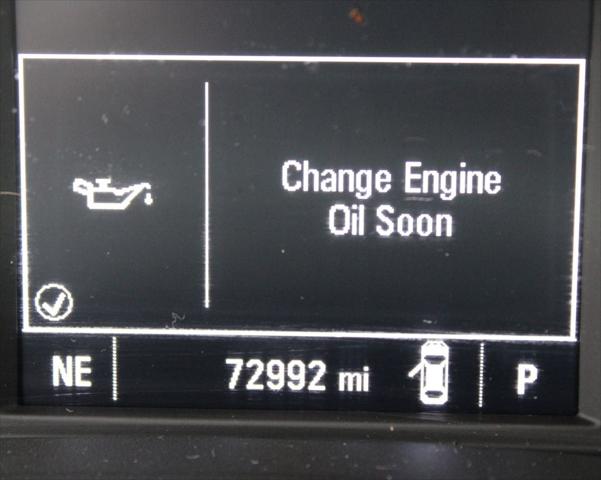 Change Engine
Oil Soon
NE 72992 mi P